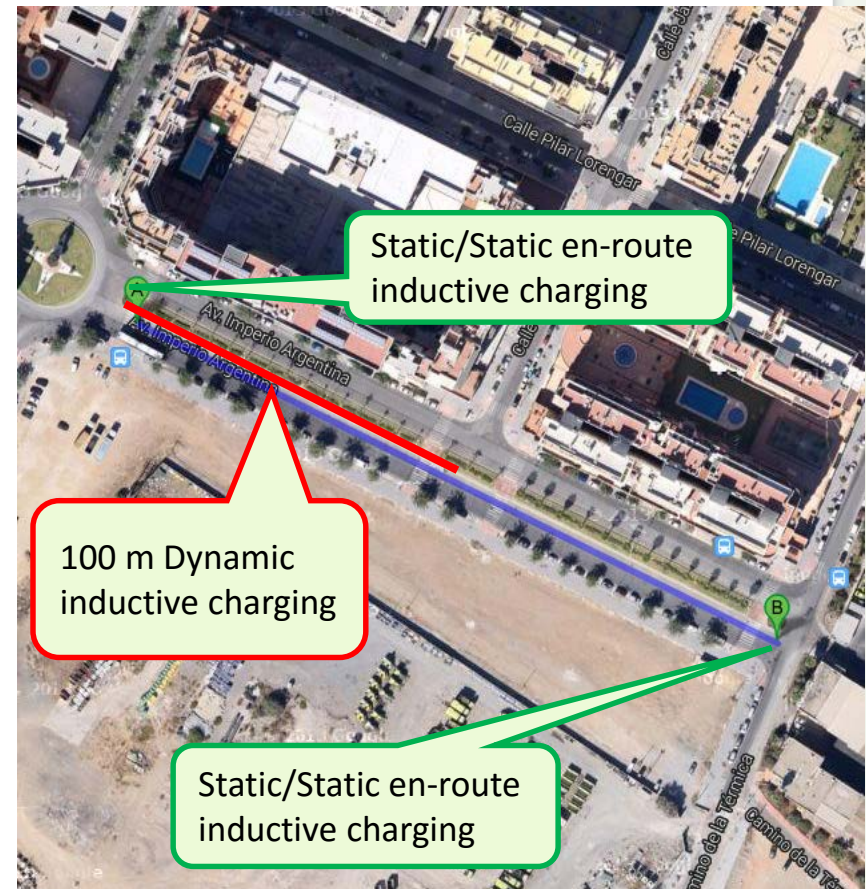 Calle Pilar Lorengar
Pilar Lorengar
Static/Static en-route
inductive charging
A
Av. Imperio Argentina
Av. Imperio Argentina
100 m Dynamic
inductive charging
B
Static/Static en-route
inductive charging
Camino de la Térmica